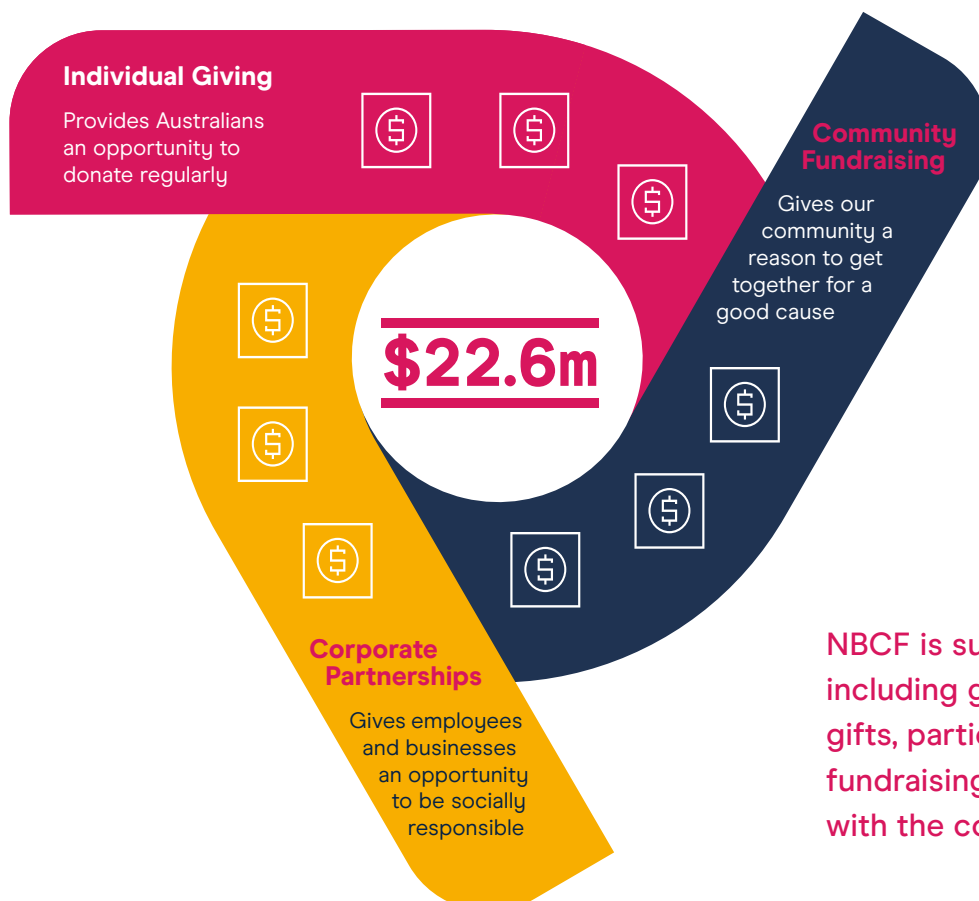 Individual Giving
Provides Australians
an opportunity to
donate regularly
Community
Fundraising
Gives our
community a
reason to get
together for a
good cause
$22.6m
Corporate
Partnerships
Gives employees
and businesses
an opportunity
to be socially
responsible
NBCF is su
including g
gifts, partic
fundraising
with the co